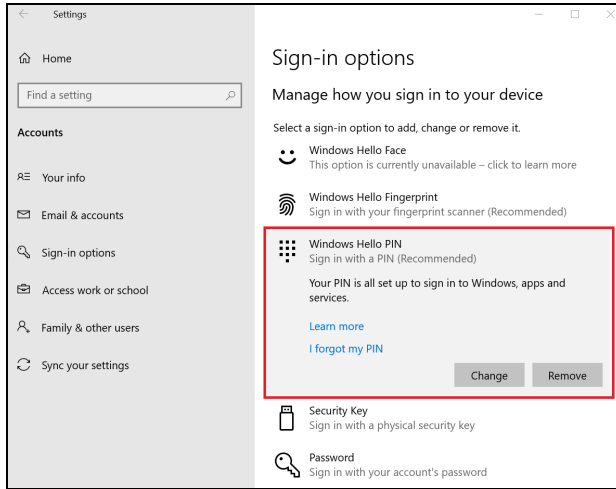 Settings
Home
Find a setting
Accounts
Your info
Email & accounts
Sign-in options
Access work or school
Family & other users
Sync your settings
Sign-in options
Manage how you sign in to your device
Select a sign-in option to add, change or remove it.
Windows Hello Face
This option is currently unavailable – click to learn more
Windows Hello Fingerprint
Sign in with your fingerprint scanner (Recommended)
Windows Hello PIN
Sign in with a PIN (Recommended)
Your PIN is all set up to sign in to Windows, apps and
services.
Learn more
I forgot my PIN
Change Remove
Security Key
Sign in with a physical security key
Password
Sign in with your account's password